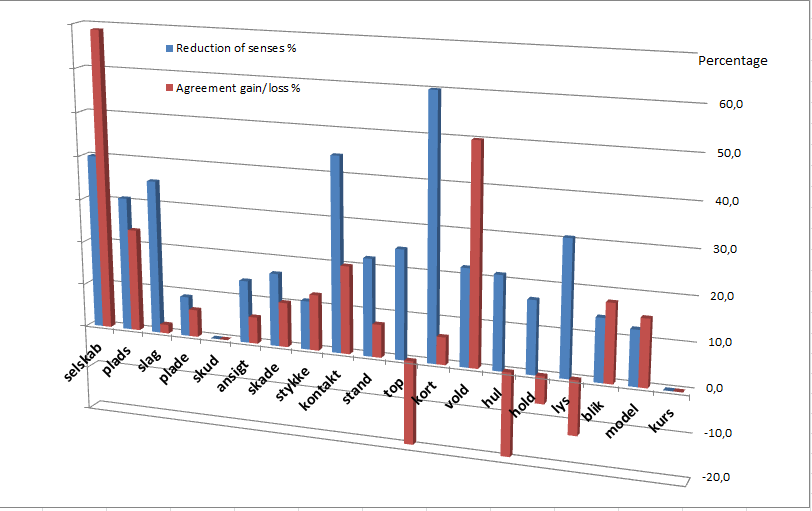 Reduction of senses %
Percentage
Agreement gain/loss %
60,0
50,0
40,0
30,0
20,0
10,0
0,0
-10,0
-20,0
selskab
plads
slag
plade
skud
ansigt
skade
stykke
kontakt
stand
top
kort
vold
hul
hold
lys
blik
model
kurs